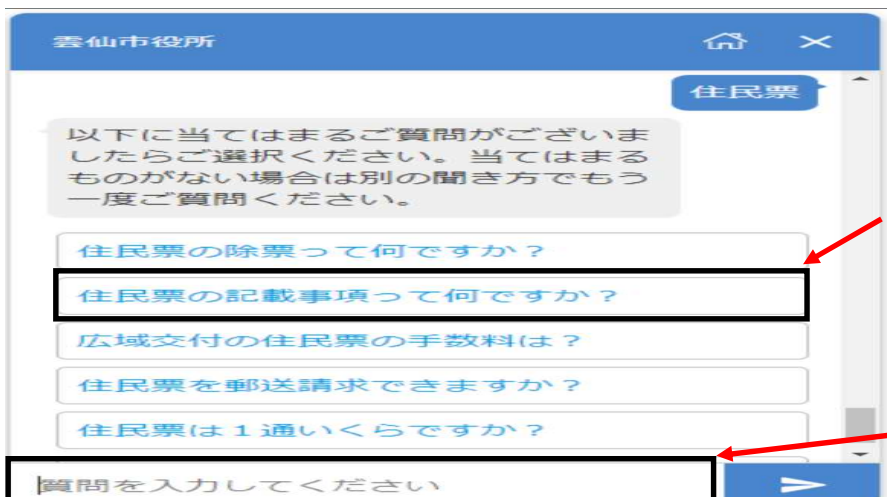 雲仙市役所
住民票
以下に当てはまるご質問がございま
したらご選択ください。当てはまる
ものがない場合は別の聞き方でもう
一度ご質問ください。
住民票の除票って何ですか？
住民票の記載事項って何ですか？
広域交付の住民票の手数料は？
住民票を郵送請求できますか？
住民票は１通いくらですか？
質問を入力してください